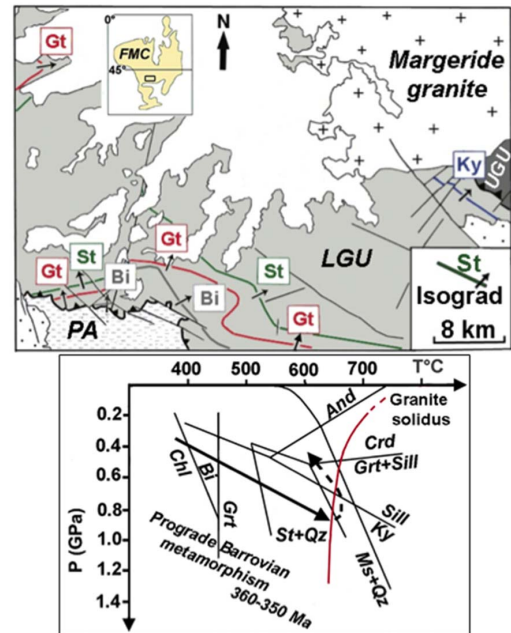 0°
N
Gt
FMC
45°
Margeride
granite
Ky
UGU
Gt
St
LGU
St
Gt
Bi
Bi
St
Isograd
8 km
PA
Gt
400 500 600 700 T°C
And
Granite
solidus
0.2
0.4
0.6
0.8
1.0
1.2
1.4
P (GPa)
Chl
Bi
Grt
St+Qz
Crd
Grt+Sill
Sill
Ky
Ms+Qz
Prograde Barrovian
metamorphism
360-350 Ma